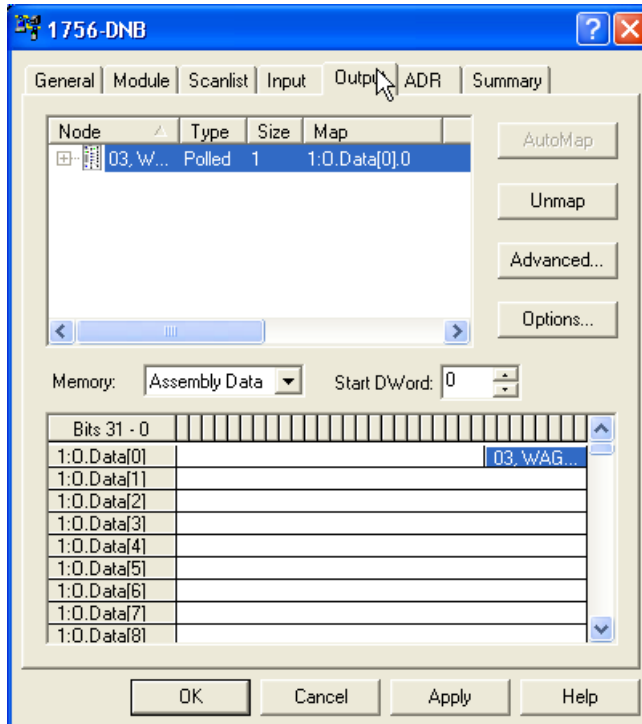 1756-DNB
General Module Scanlist Input Output ADR Summary
Node Type Size Map
03, W... Polled 1 1:O.Data[0].0
AutoMap
Unmap
Advanced...
Options...
Memory: Assembly Data Start DWord: 0
Bits 31 - 0
1:O.Data[0] 03, WAG...
1:O.Data[1]
1:O.Data[2]
1:O.Data[3]
1:O.Data[4]
1:O.Data[5]
1:O.Data[6]
1:O.Data[7]
1:O.Data[8]
OK Cancel Apply Help